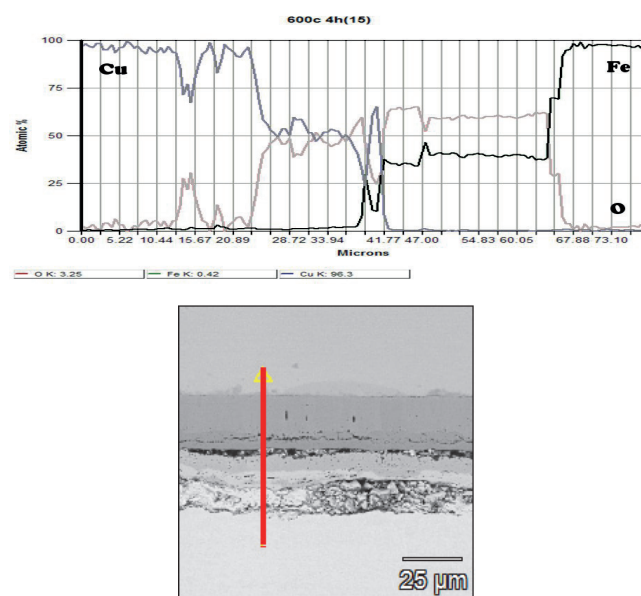 600c 4h(15)
100
Cu
Fe
75
Atomic %
50
25
O
0
0.00 5.22 10.44 15.67 20.89 28.72 33.94 41.77 47.00 54.83 60.05 67.88 73.10
Microns
O K: 3.25 Fe K: 0.42 Cu K: 96.3
25 µm